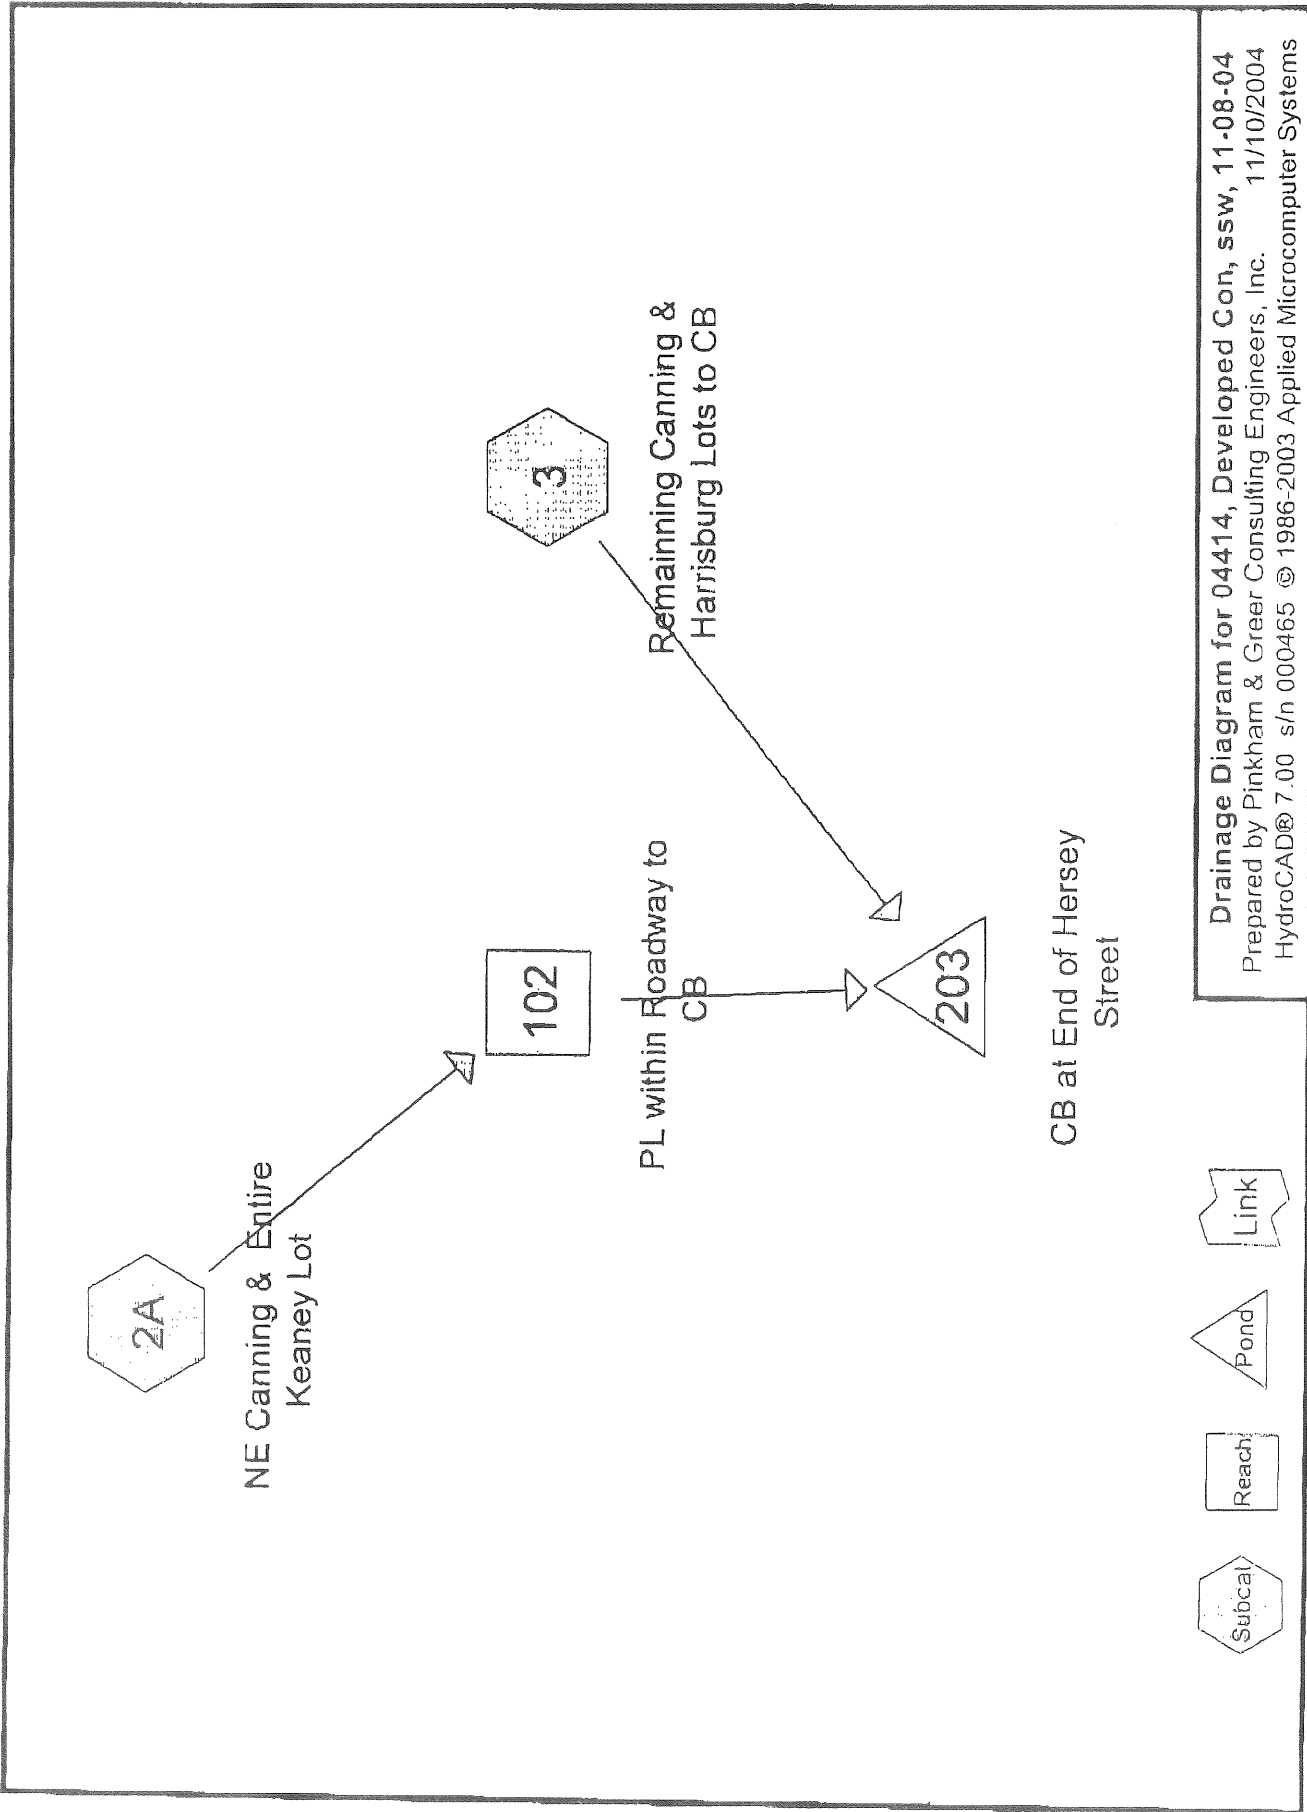 2A
NE Canning & Entire
Keaney Lot
102
PL within Roadway to
CB
3
Remainning Canning &
Harrisburg Lots to CB
203
CB at End of Hersey
Street
Subcat
Reach
Pond
Link
Drainage Diagram for 04414, Developed Con, ssw, 11-08-04
Prepared by Pinkham & Greer Consulting Engineers, Inc. 11/10/2004
HydroCAD® 7.00 s/n 000465 © 1986-2003 Applied Microcomputer Systems